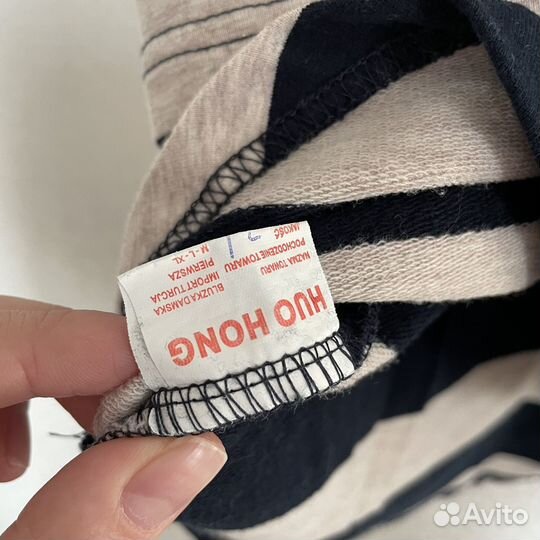 HUO HONG
NAZWA TOWARU BLUZKA DAMSKA
POCHODZENIE TOWARU IMPORT TURCJA
JAKOŚĆ PIERWSZA
M-L-XL
Avito